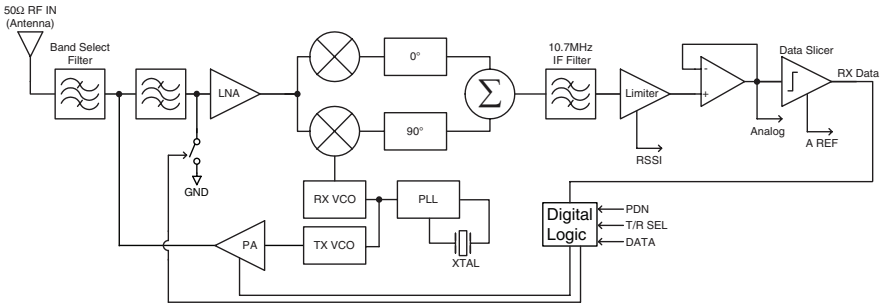 50Ω RF IN
(Antenna)
Band Select
Filter
LNA
0°
90°
Σ
10.7MHz
IF Filter
Limiter
RSSI
-
+
Analog
Data Slicer
A REF
RX Data
GND
RX VCO
PLL
PA
TX VCO
XTAL
Digital
Logic
PDN
T/R SEL
DATA